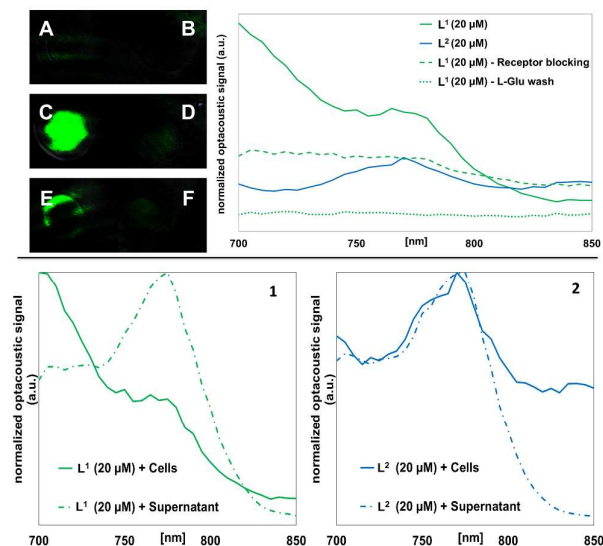 A B
C D
E F
normalized optacoustic signal (a.u.)
L¹ (20 µM)
L² (20 µM)
L¹ (20 µM) - Receptor blocking
L¹ (20 µM) - L-Glu wash
700 750 [nm] 800 850
normalized optacoustic signal
(a.u.)
1
L¹ (20 µM) + Cells
L¹ (20 µM) + Supernatant
700 750 [nm] 800 850
normalized optacoustic signal
(a.u.)
2
L² (20 µM) + Cells
L² (20 µM) + Supernatant
700 750 [nm] 800 850